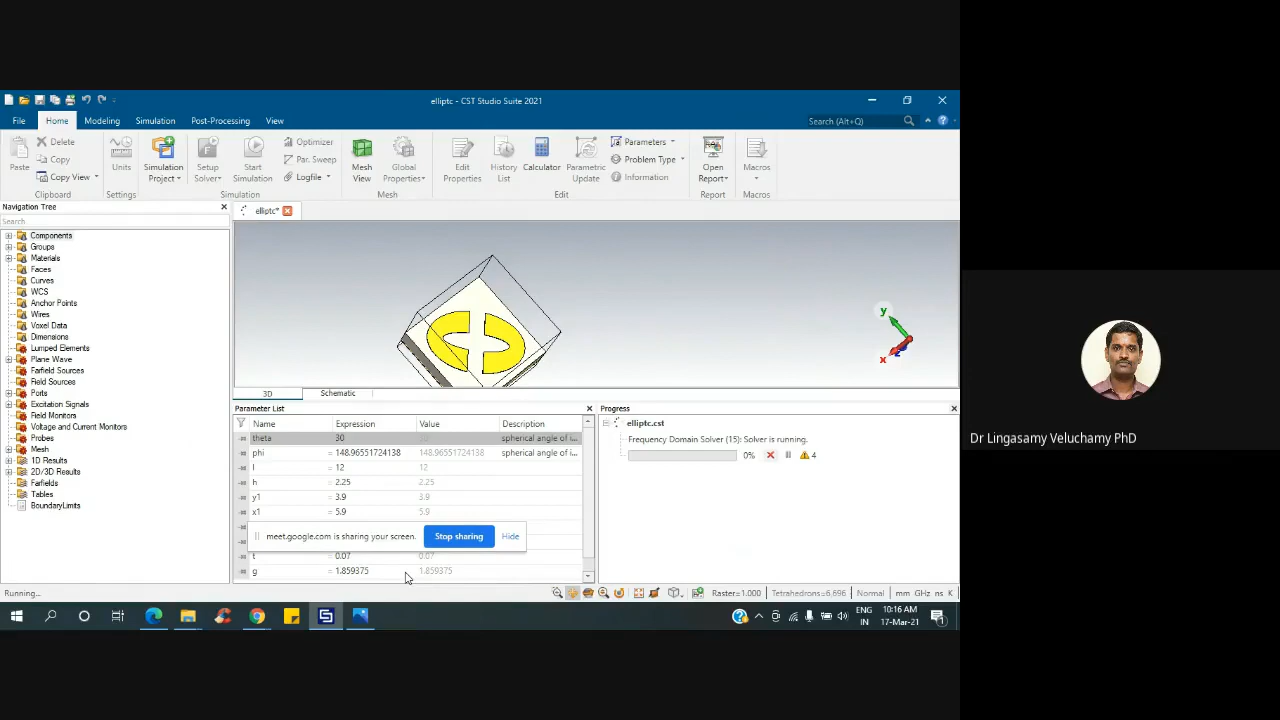 elliptc - CST Studio Suite 2021
File Home Modeling Simulation Post-Processing View
Search (Alt+Q)
Paste
Delete
Copy
Copy View
Clipboard
Units
Settings
Simulation Project
Setup Solver
Start Simulation
Optimizer
Par. Sweep
Logfile
Simulation
Mesh View
Global Properties
Mesh
Edit Properties
History List
Calculator
Parametric Update
Parameters
Problem Type
Information
Edit
Open Report
Report
Macros
Macros
Navigation Tree
Search
Components
Groups
Materials
Faces
Curves
WCS
Anchor Points
Wires
Voxel Data
Dimensions
Lumped Elements
Plane Wave
Farfield Sources
Field Sources
Ports
Excitation Signals
Field Monitors
Voltage and Current Monitors
Probes
Mesh
1D Results
2D/3D Results
Farfields
Tables
BoundaryLimits
elliptc*
y
x
z
3D Schematic
Parameter List
Name Expression Value Description
theta 30 30 spherical angle of i...
phi = 148.96551724138 148.96551724138 spherical angle of i...
l = 12 12
h = 2.25 2.25
y1 = 3.9 3.9
x1 = 5.9 5.9
meet.google.com is sharing your screen. Stop sharing Hide
t = 0.07 0.07
g = 1.859375 1.859375
Progress
elliptc.cst
Frequency Domain Solver (15): Solver is running.
0% 4
Running...
Raster=1.000 Tetrahedrons=6,696 Normal mm GHz ns K
ENG
IN
10:16 AM
17-Mar-21
1
Dr Lingasamy Veluchamy PhD